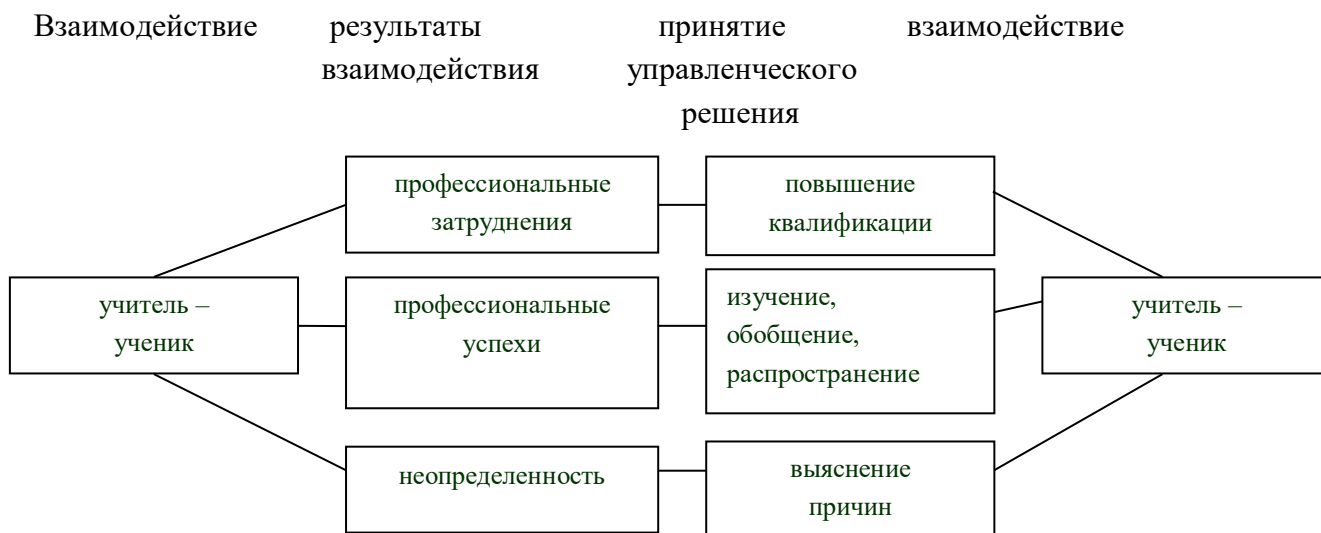 Взаимодействие результаты принятие взаимодействие
взаимодействия управленческого
решения
профессиональные
затруднения
повышение
квалификации
учитель –
ученик
профессиональные
успехи
изучение,
обобщение,
распространение
учитель –
ученик
неопределенность
выяснение
причин